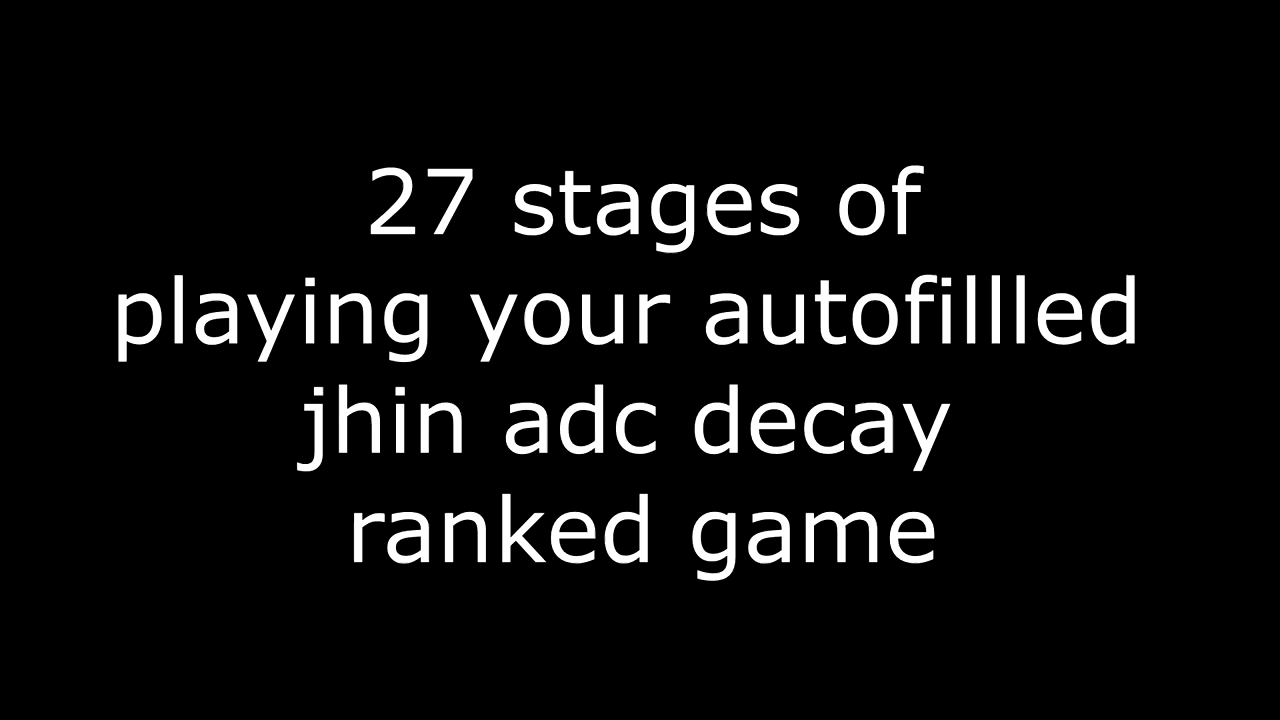 27 stages of
playing your autofillled
jhin adc decay
ranked game